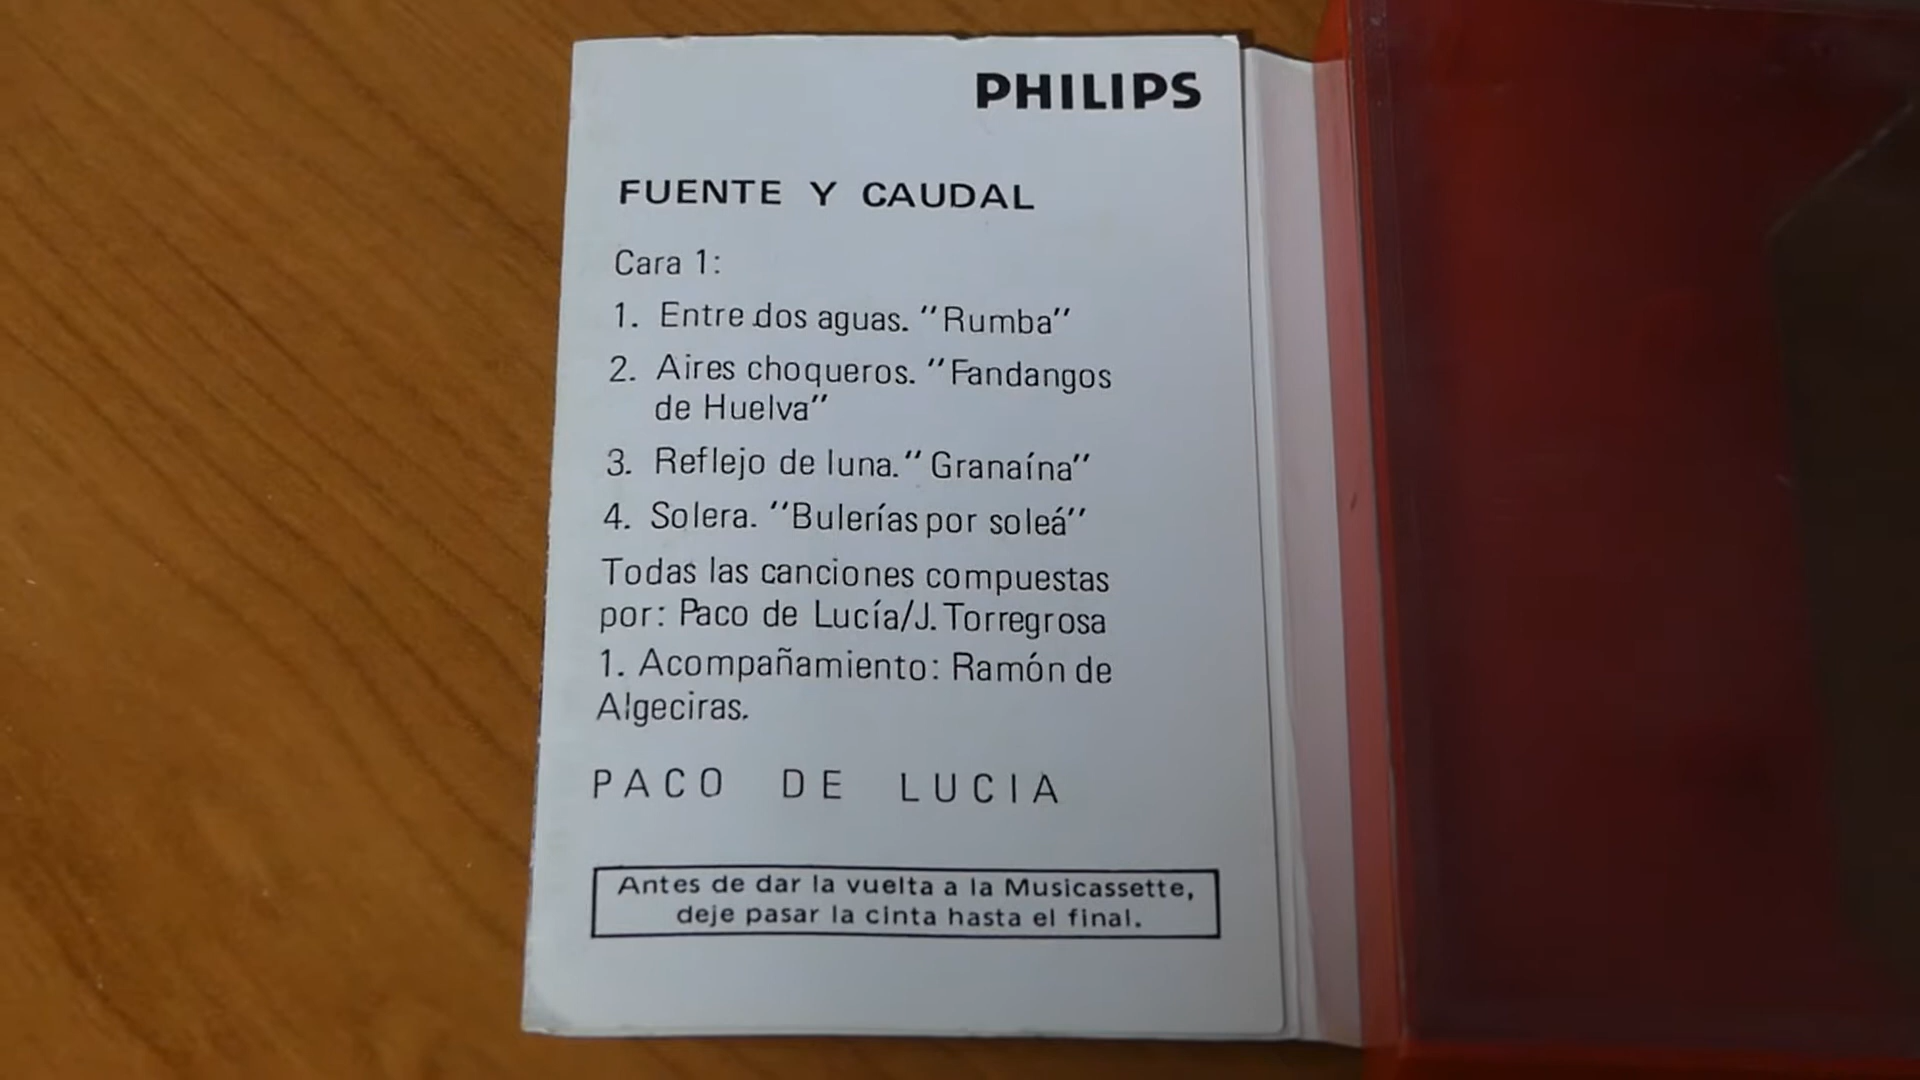 PHILIPS
FUENTE Y CAUDAL
Cara 1:
1. Entre dos aguas. "Rumba"
2. Aires choqueros. "Fandangos
de Huelva"
3. Reflejo de luna. "Granaína"
4. Solera. "Bulerías por soleá"
Todas las canciones compuestas
por: Paco de Lucía/J. Torregrosa
1. Acompañamiento: Ramón de
Algeciras.
PACO DE LUCIA
Antes de dar la vuelta a la Musicassette,
deje pasar la cinta hasta el final.